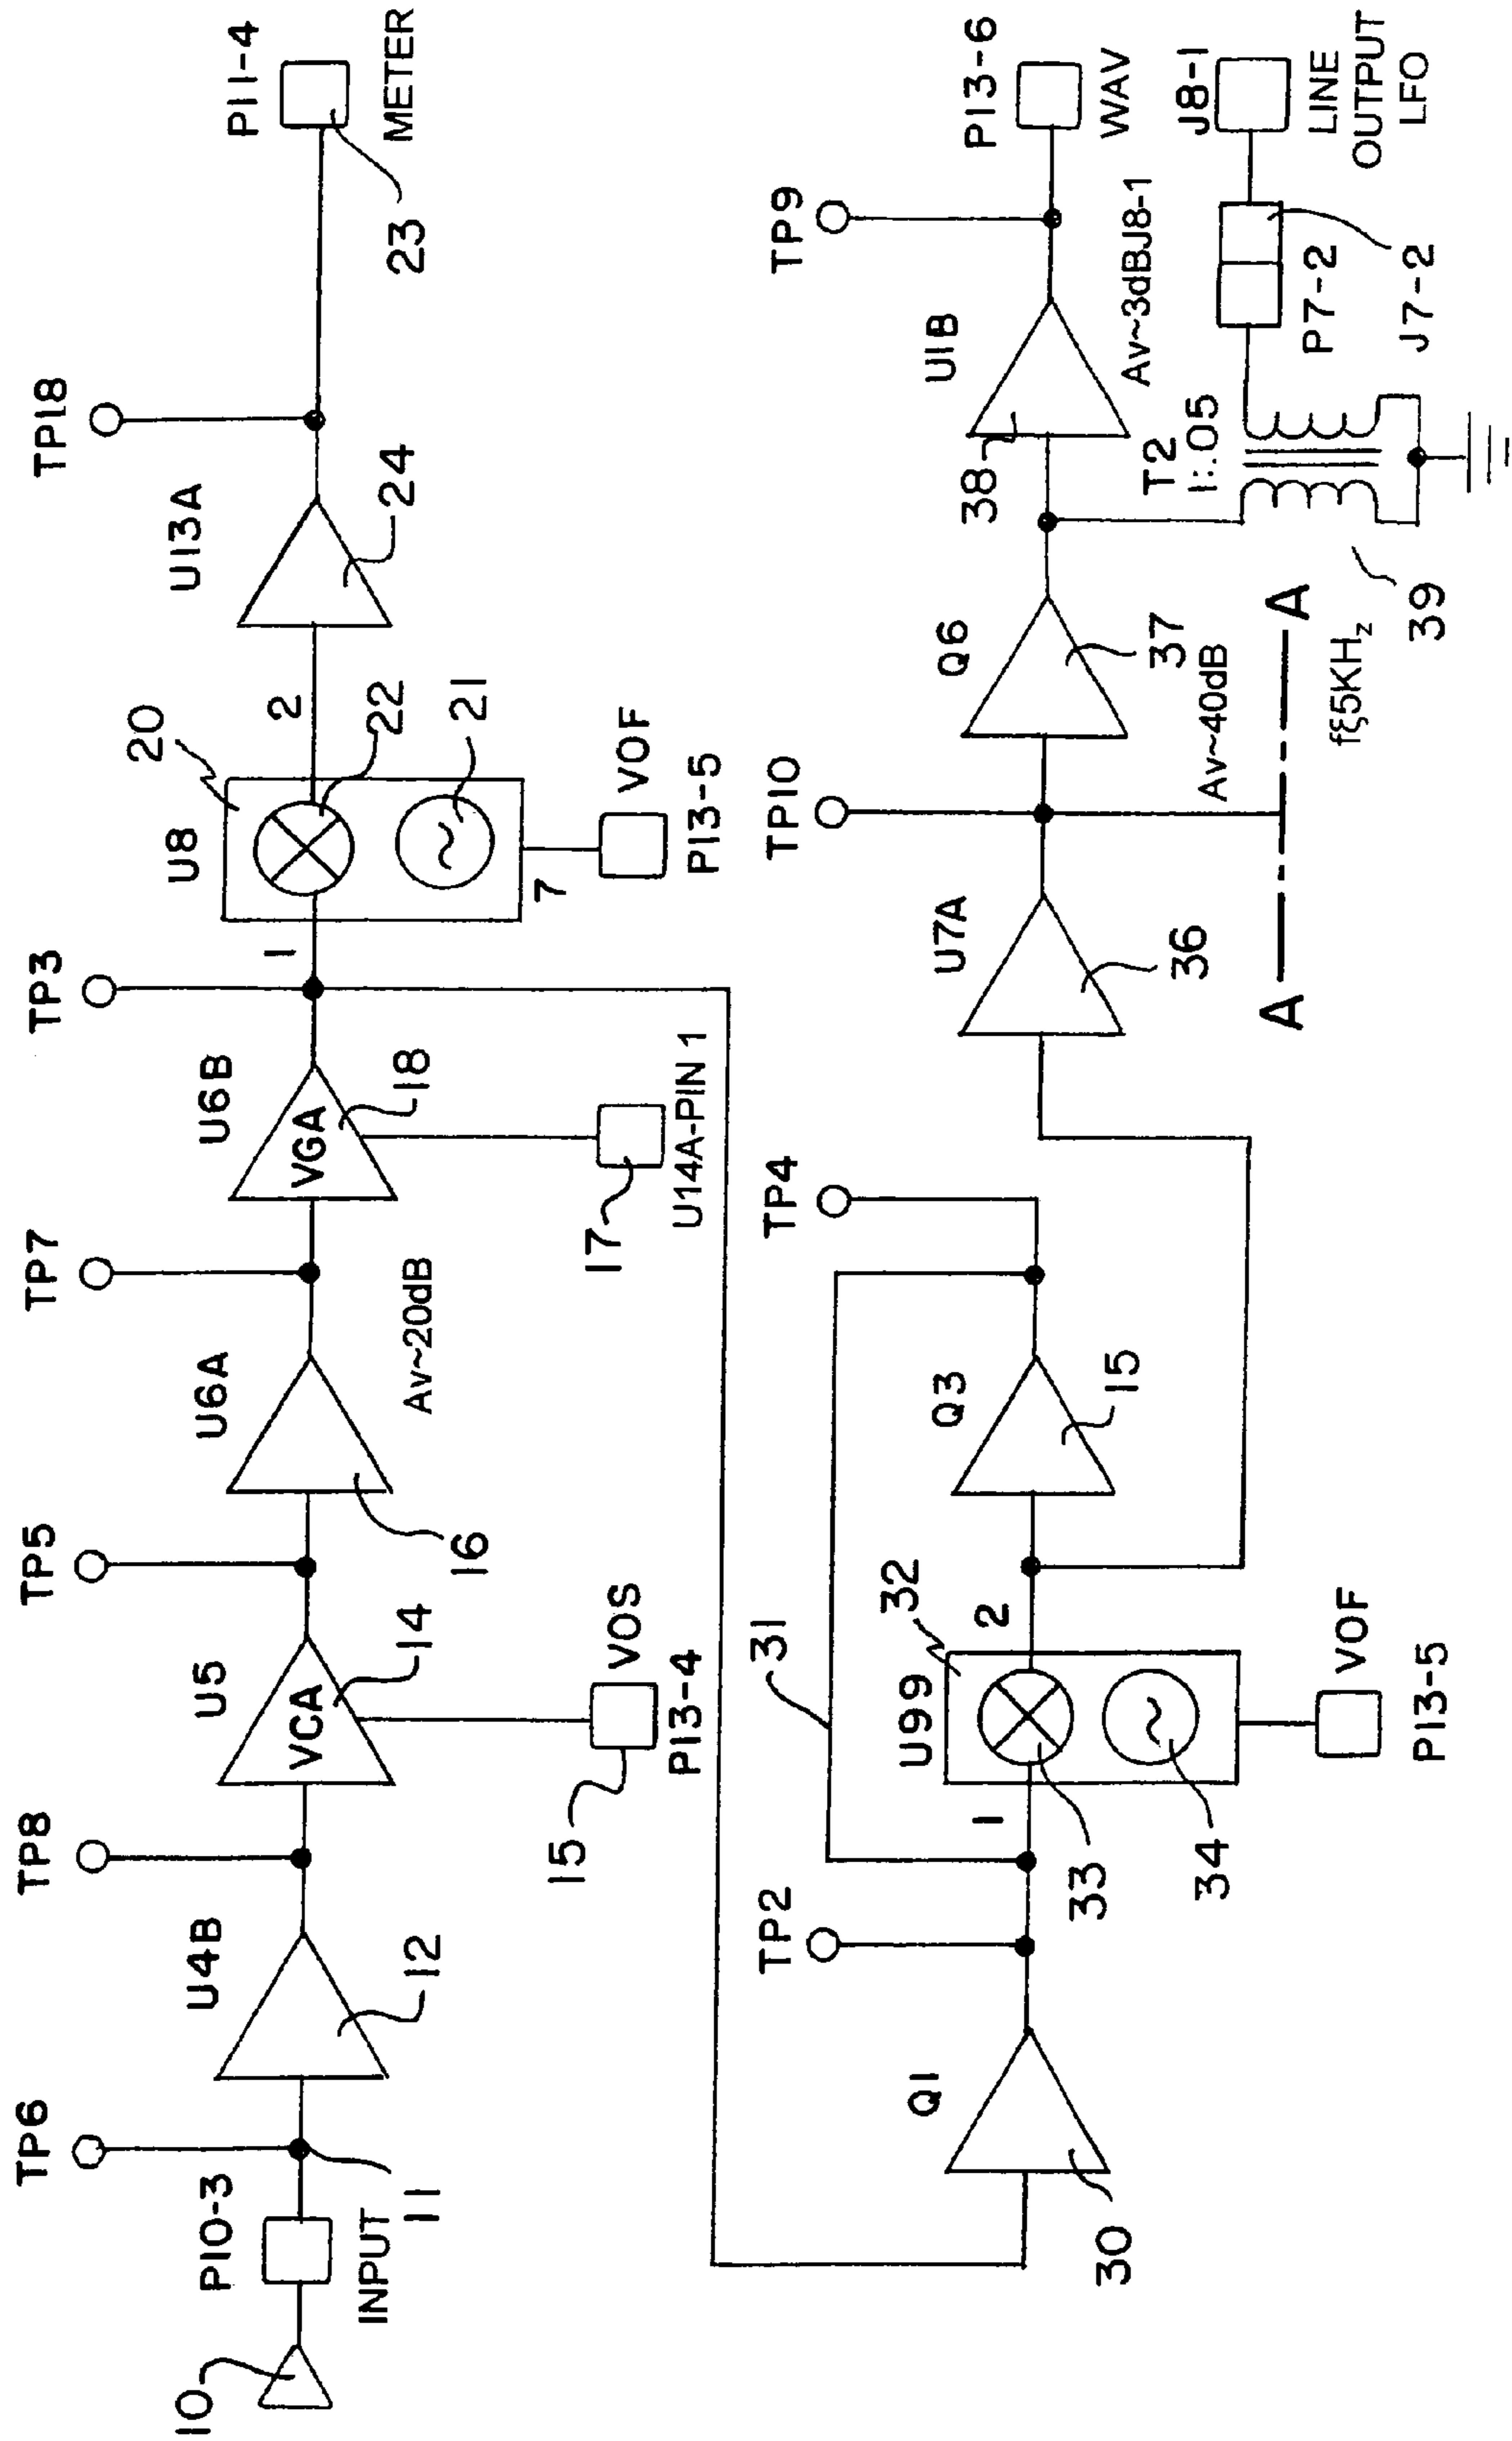 TP6
TP8
TP5
TP7
TP3
TP18
P10-3
U4B
U5
U6A
U6B
U8
20
U13A
P11-4
10
VCA
VGA
1
2
INPUT
11
12
14
16
Av~20dB
18
22
21
24
23
METER
15
VOS
P13-4
17
U14A-PIN 1
7
VOF
P13-5
TP2
31
TP4
TP10
TP9
Q1
U99
32
Q3
U7A
Q6
U1B
P13-6
1
2
38
WAV
30
33
34
15
36
37
Av~40dB
Av~3dBJ8-1
T2
1:.05
J8-1
VOF
P13-5
A
A
fξ5KHz
39
P7-2
J7-2
LINE
OUTPUT
LFO